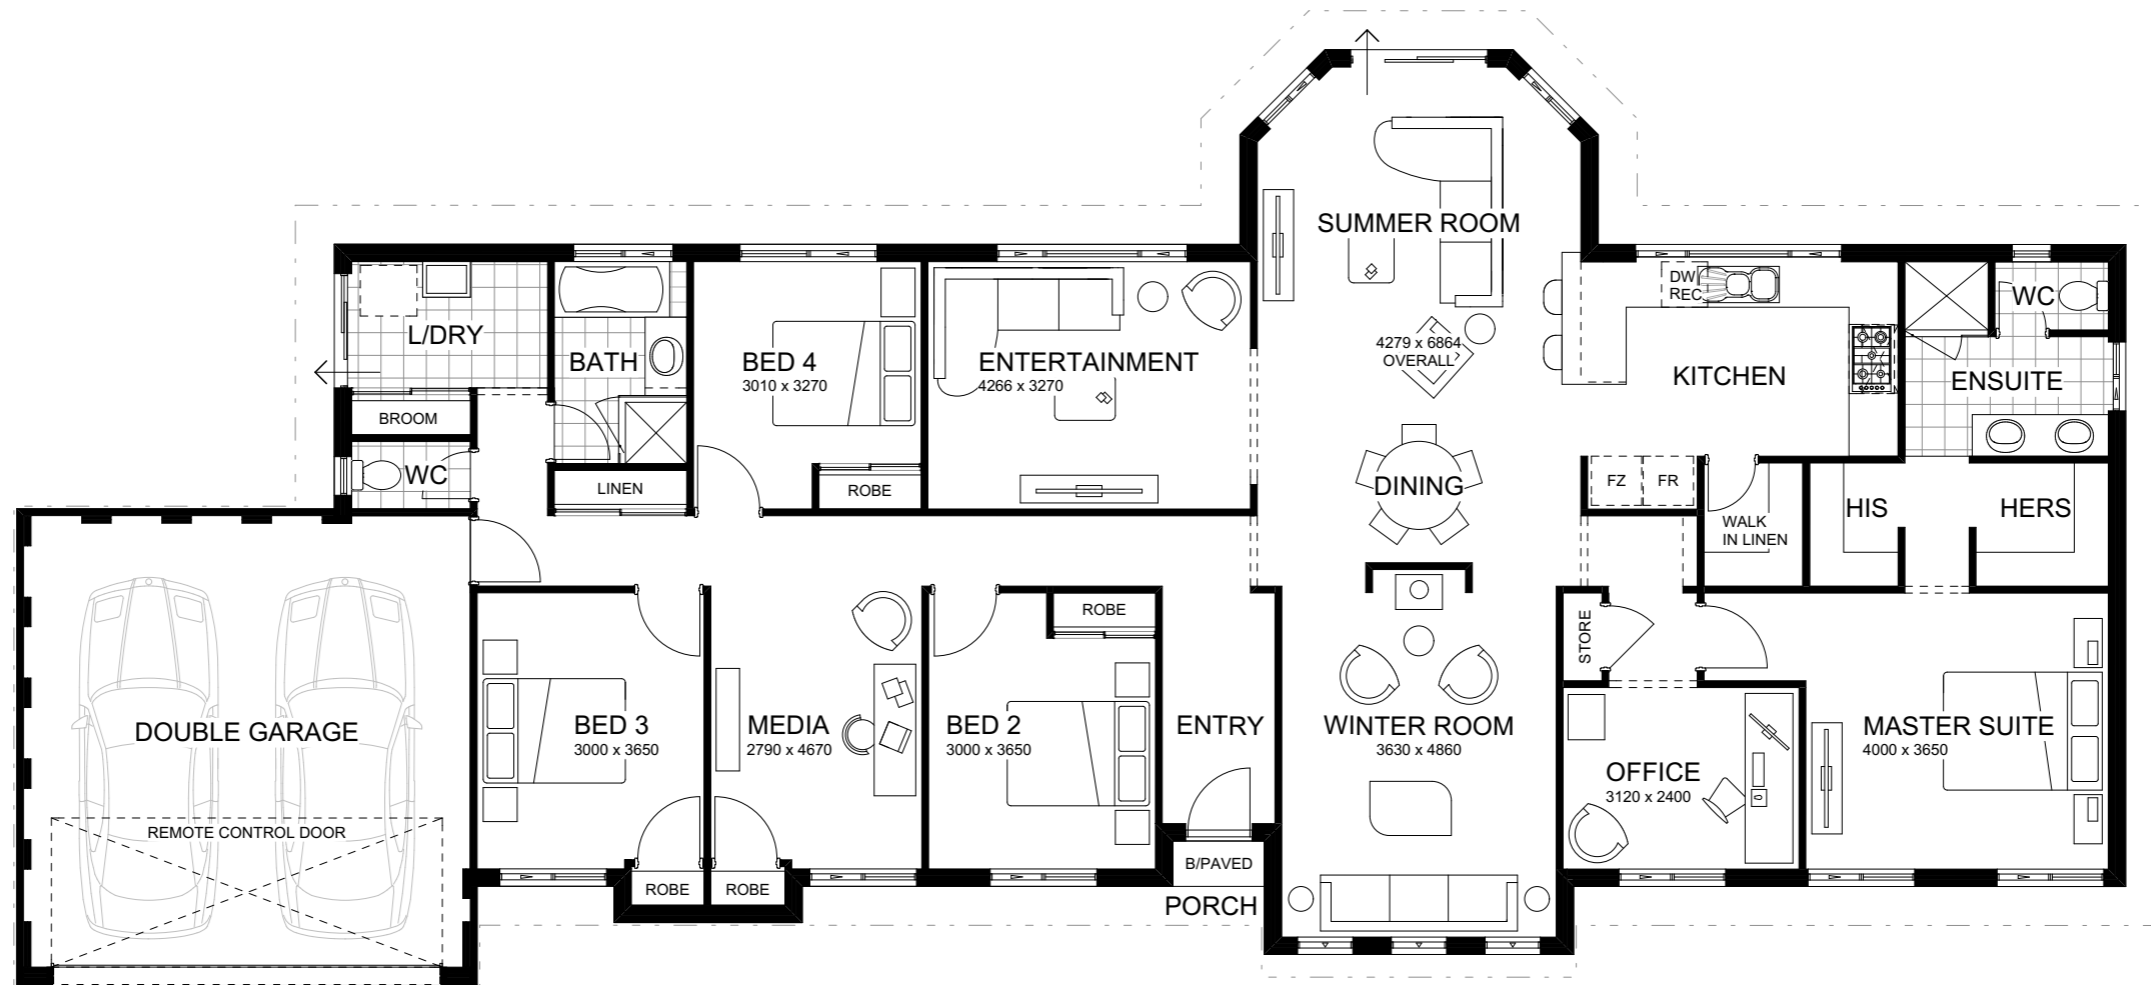 SUMMER ROOM
4279 x 6864
OVERALL
L/DRY
BROOM
WC
BATH
LINEN
BED 4
3010 x 3270
ROBE
ENTERTAINMENT
4266 x 3270
DINING
DW
REC
KITCHEN
FZ
FR
WALK
IN LINEN
WC
ENSUITE
HIS
HERS
DOUBLE GARAGE
REMOTE CONTROL DOOR
BED 3
3000 x 3650
ROBE
MEDIA
2790 x 4670
ROBE
BED 2
3000 x 3650
ROBE
ENTRY
B/PAVED
PORCH
WINTER ROOM
3630 x 4860
STORE
OFFICE
3120 x 2400
MASTER SUITE
4000 x 3650